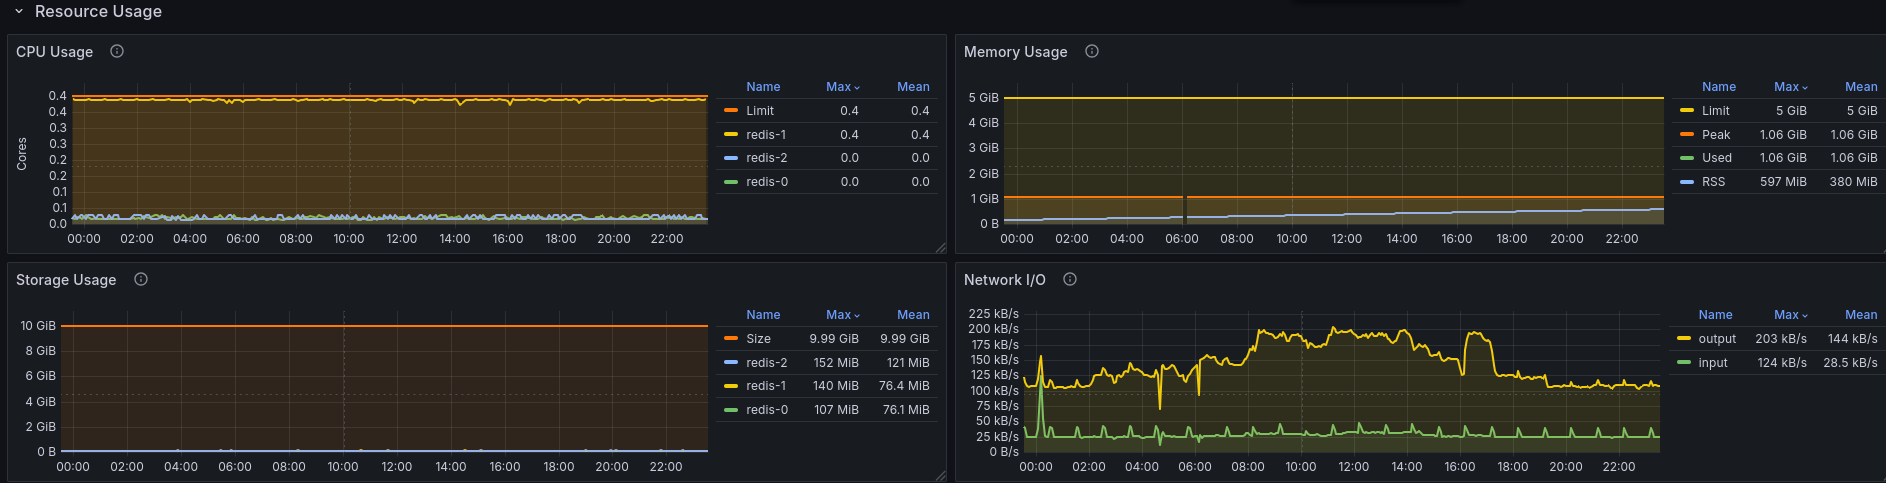 Resource Usage
CPU Usage
Cores
0.4
0.4
0.3
0.3
0.2
0.2
0.1
0.1
0.0
00:00 02:00 04:00 06:00 08:00 10:00 12:00 14:00 16:00 18:00 20:00 22:00
Name Max Mean
Limit 0.4 0.4
redis-1 0.4 0.4
redis-2 0.0 0.0
redis-0 0.0 0.0
Memory Usage
5 GiB
4 GiB
3 GiB
2 GiB
1 GiB
0 B
00:00 02:00 04:00 06:00 08:00 10:00 12:00 14:00 16:00 18:00 20:00 22:00
Name Max Mean
Limit 5 GiB 5 GiB
Peak 1.06 GiB 1.06 GiB
Used 1.06 GiB 1.06 GiB
RSS 597 MiB 380 MiB
Storage Usage
10 GiB
8 GiB
6 GiB
4 GiB
2 GiB
0 B
00:00 02:00 04:00 06:00 08:00 10:00 12:00 14:00 16:00 18:00 20:00 22:00
Name Max Mean
Size 9.99 GiB 9.99 GiB
redis-2 152 MiB 121 MiB
redis-1 140 MiB 76.4 MiB
redis-0 107 MiB 76.1 MiB
Network I/O
225 kB/s
200 kB/s
175 kB/s
150 kB/s
125 kB/s
100 kB/s
75 kB/s
50 kB/s
25 kB/s
0 B/s
00:00 02:00 04:00 06:00 08:00 10:00 12:00 14:00 16:00 18:00 20:00 22:00
Name Max Mean
output 203 kB/s 144 kB/s
input 124 kB/s 28.5 kB/s